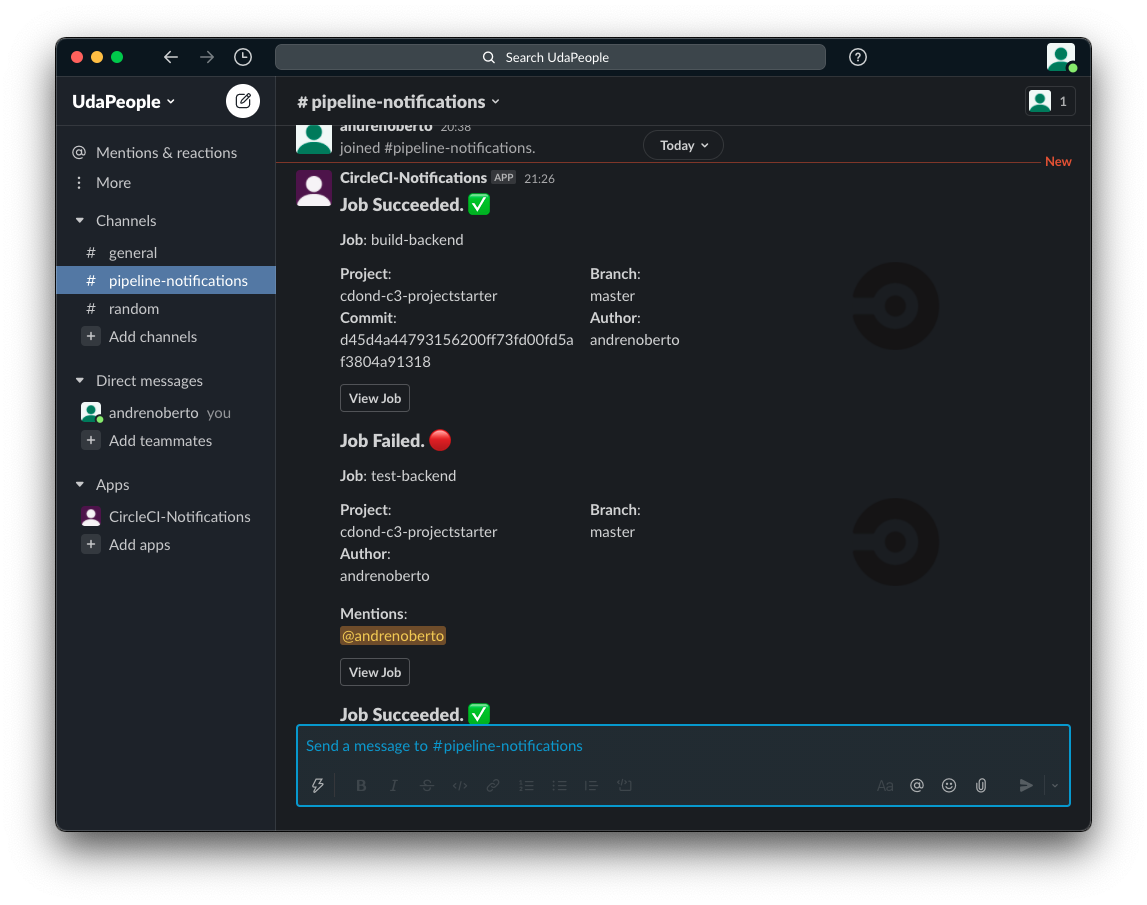 Search UdaPeople
UdaPeople
# pipeline-notifications
1
@ Mentions & reactions
More
Channels
# general
# pipeline-notifications
# random
+ Add channels
Direct messages
andrenoberto you
+ Add teammates
Apps
CircleCI-Notifications
+ Add apps
andrenoberto 20:38
joined #pipeline-notifications.
Today
New
CircleCI-Notifications APP 21:26
Job Succeeded. ✅
Job: build-backend
Project: Branch:
cdond-c3-projectstarter master
Commit: Author:
d45d4a44793156200ff73fd00fd5a andrenoberto
f3804a91318
View Job
Job Failed. 🔴
Job: test-backend
Project: Branch:
cdond-c3-projectstarter master
Author:
andrenoberto
Mentions:
@andrenoberto
View Job
Job Succeeded. ✅
Send a message to #pipeline-notifications
B I S </> Aa @